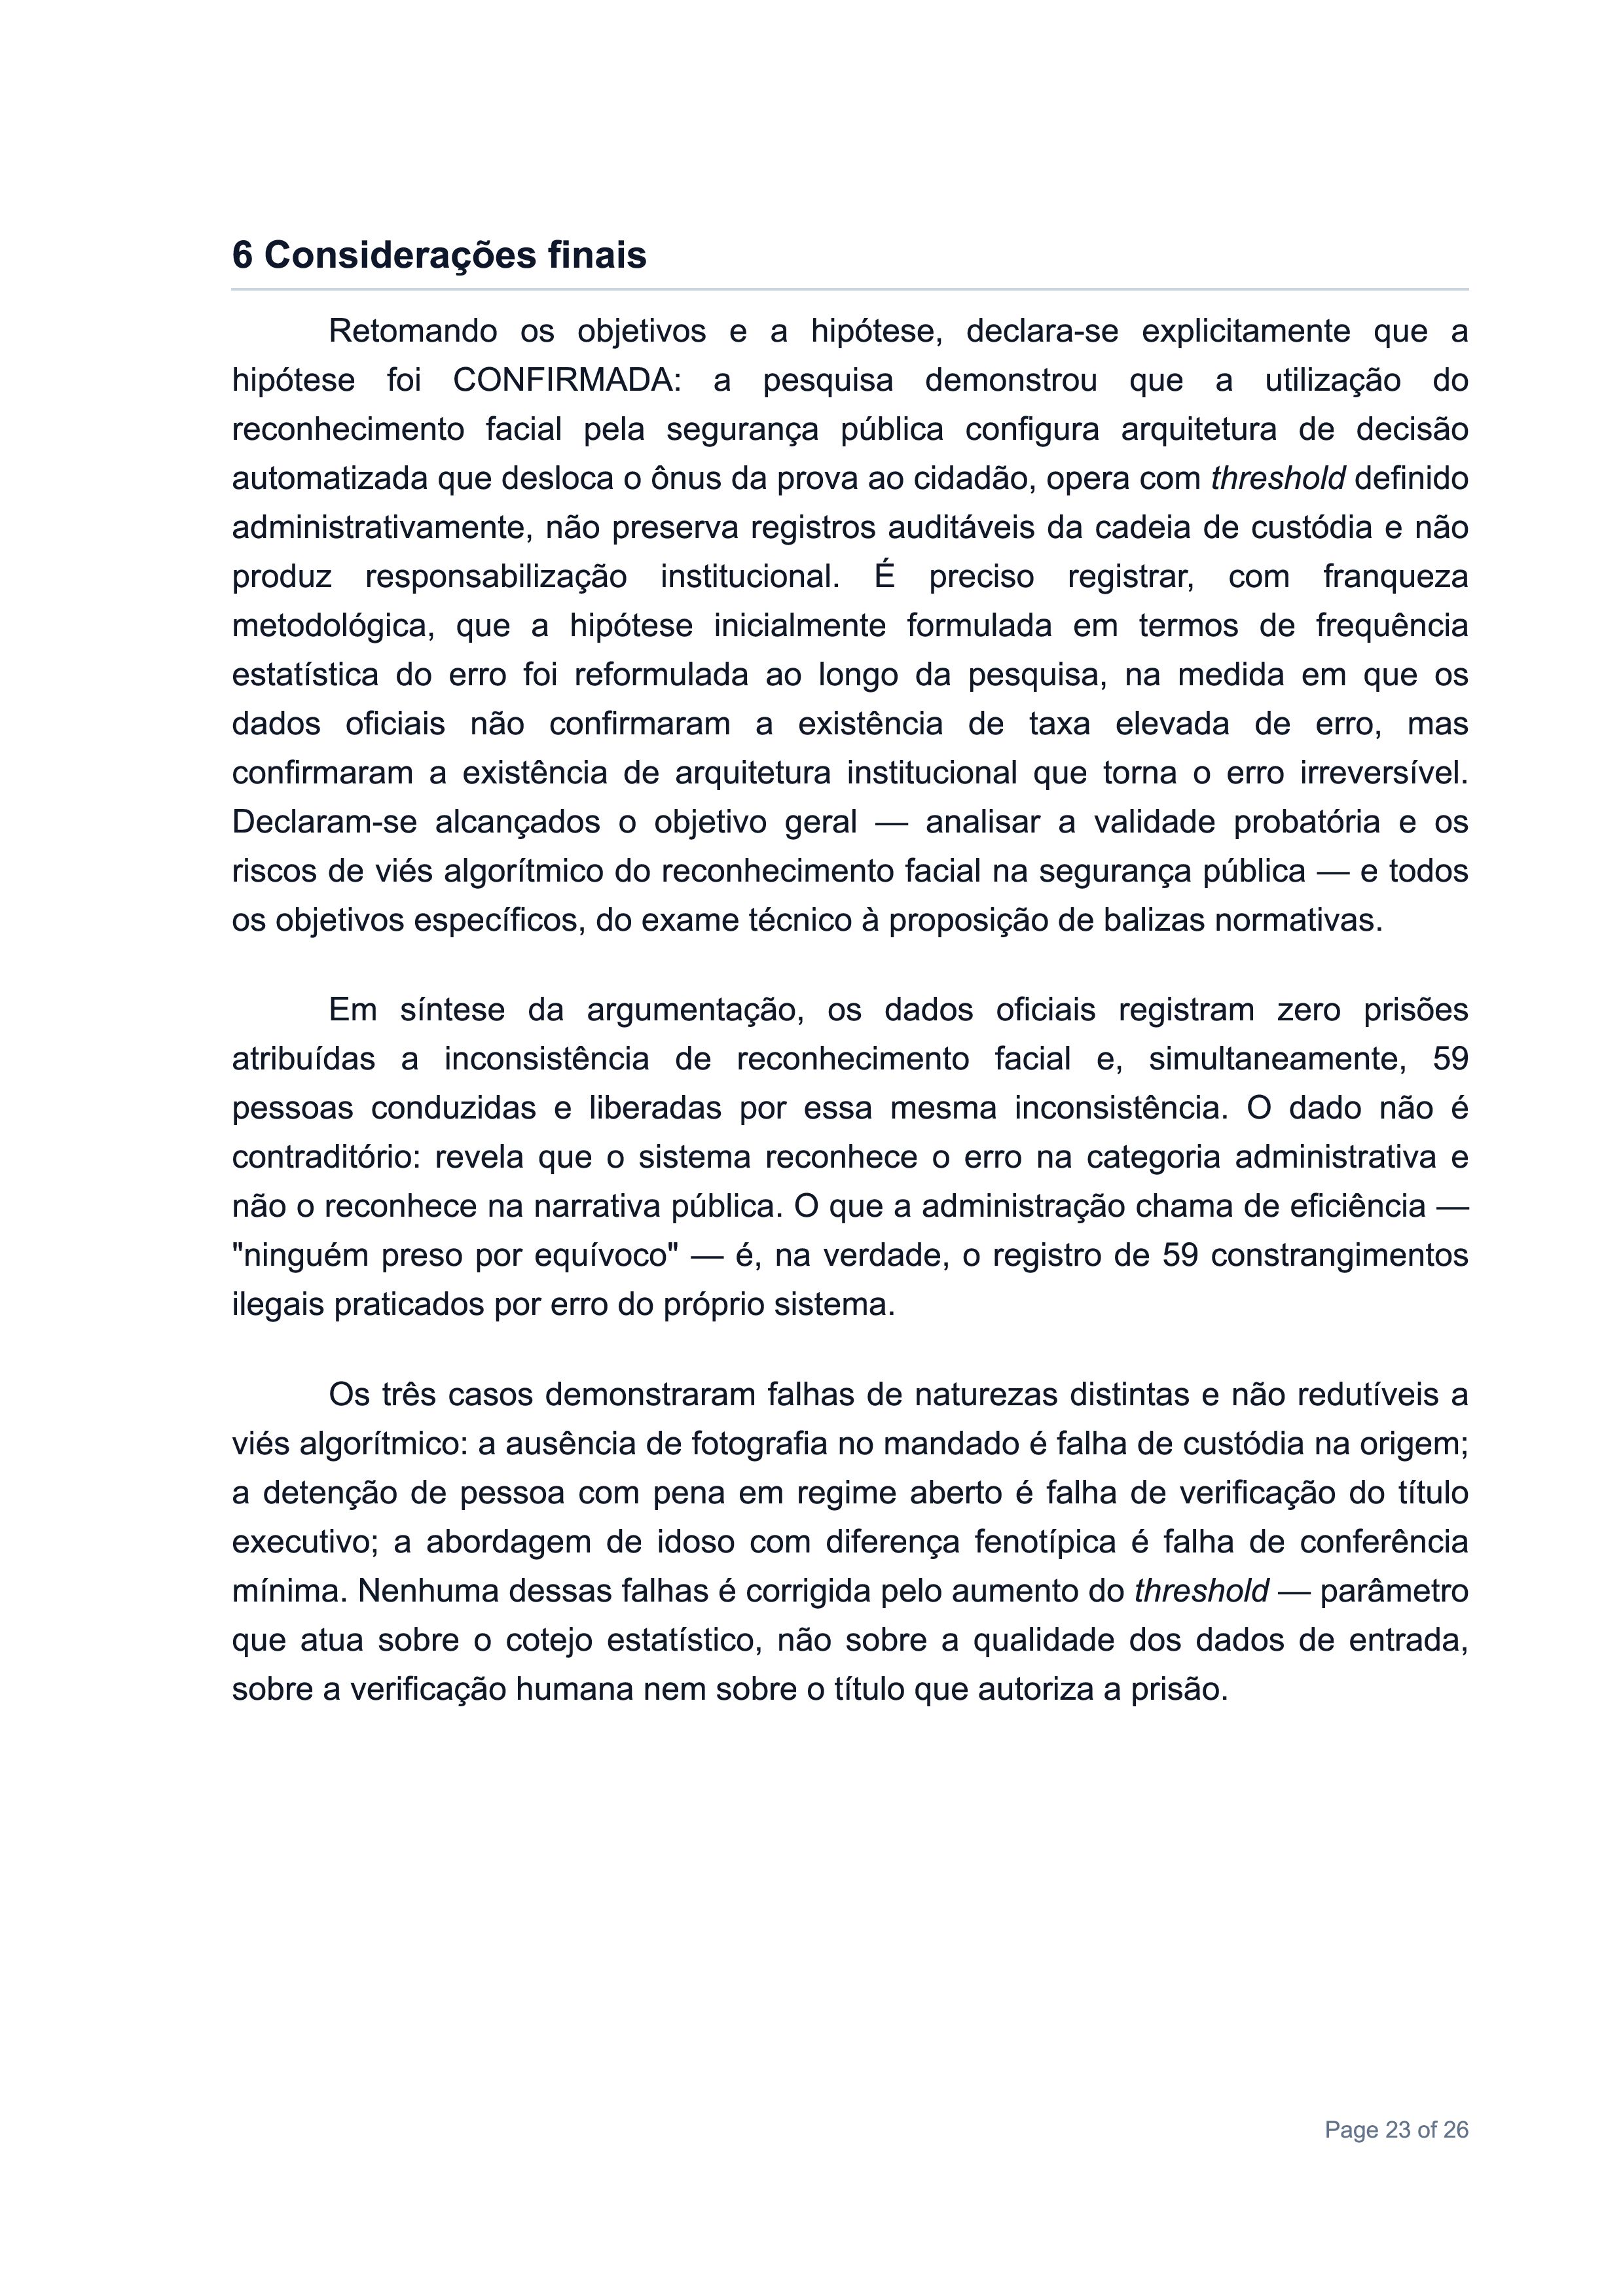 6 Considerações finais
Retomando os objetivos e a hipótese, declara-se explicitamente que a
hipótese foi CONFIRMADA: a pesquisa demonstrou que a utilização do
reconhecimento facial pela segurança pública configura arquitetura de decisão
automatizada que desloca o ônus da prova ao cidadão, opera com threshold definido
administrativamente, não preserva registros auditáveis da cadeia de custódia e não
produz responsabilização institucional. É preciso registrar, com franqueza
metodológica, que a hipótese inicialmente formulada em termos de frequência
estatística do erro foi reformulada ao longo da pesquisa, na medida em que os
dados oficiais não confirmaram a existência de taxa elevada de erro, mas
confirmaram a existência de arquitetura institucional que torna o erro irreversível.
Declaram-se alcançados o objetivo geral — analisar a validade probatória e os
riscos de viés algorítmico do reconhecimento facial na segurança pública — e todos
os objetivos específicos, do exame técnico à proposição de balizas normativas.
Em síntese da argumentação, os dados oficiais registram zero prisões
atribuídas a inconsistência de reconhecimento facial e, simultaneamente, 59
pessoas conduzidas e liberadas por essa mesma inconsistência. O dado não é
contraditório: revela que o sistema reconhece o erro na categoria administrativa e
não o reconhece na narrativa pública. O que a administração chama de eficiência —
"ninguém preso por equívoco" — é, na verdade, o registro de 59 constrangimentos
ilegais praticados por erro do próprio sistema.
Os três casos demonstraram falhas de naturezas distintas e não redutíveis a
viés algorítmico: a ausência de fotografia no mandado é falha de custódia na origem;
a detenção de pessoa com pena em regime aberto é falha de verificação do título
executivo; a abordagem de idoso com diferença fenotípica é falha de conferência
mínima. Nenhuma dessas falhas é corrigida pelo aumento do threshold — parâmetro
que atua sobre o cotejo estatístico, não sobre a qualidade dos dados de entrada,
sobre a verificação humana nem sobre o título que autoriza a prisão.
Page 23 of 26